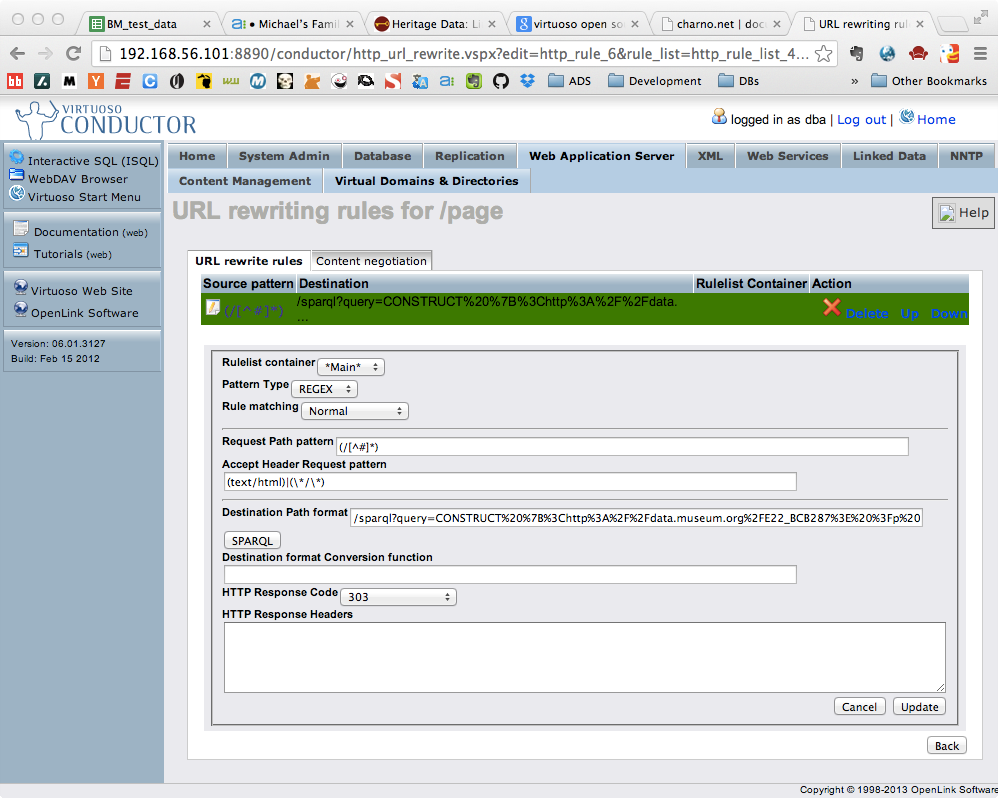 BM_test_data
a: • Michael's Famil
Heritage Data: Li
virtuoso open so
charno.net | doc
URL rewriting rul
192.168.56.101:8890/conductor/http_url_rewrite.vspx?edit=http_rule_6&rule_list=http_rule_list_4...
ADS
Development
DBs
»
Other Bookmarks
VIRTUOSO
CONDUCTOR
logged in as dba | Log out | Home
Interactive SQL (ISQL)
WebDAV Browser
Virtuoso Start Menu
Documentation (web)
Tutorials (web)
Virtuoso Web Site
OpenLink Software
Version: 06.01.3127
Build: Feb 15 2012
Home System Admin Database Replication Web Application Server XML Web Services Linked Data NNTP
Content Management Virtual Domains & Directories
URL rewriting rules for /page
Help
URL rewrite rules Content negotiation
Source pattern Destination Rulelist Container Action
(/[^#]*) /sparql?query=CONSTRUCT%20%7B%3Chttp%3A%2F%2Fdata. Delete Up Down
...
Rulelist container *Main*
Pattern Type REGEX
Rule matching Normal
Request Path pattern (/[^#]*)
Accept Header Request pattern
(text/html)|(\*/\*)
Destination Path format /sparql?query=CONSTRUCT%20%7B%3Chttp%3A%2F%2Fdata.museum.org%2FE22_BCB287%3E%20%3Fp%20
SPARQL
Destination format Conversion function
HTTP Response Code 303
HTTP Response Headers
Cancel Update
Back
Copyright © 1998-2013 OpenLink Software